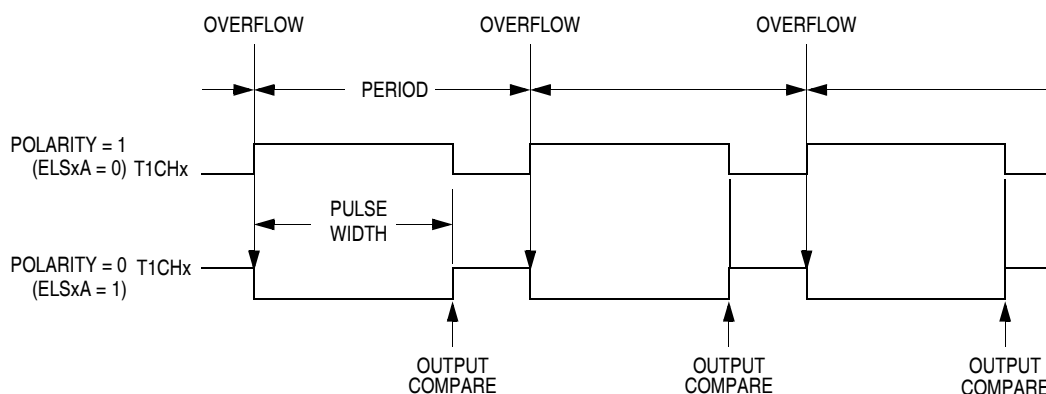 OVERFLOW OVERFLOW OVERFLOW
PERIOD
POLARITY = 1
(ELSxA = 0) T1CHx
PULSE
WIDTH
POLARITY = 0 T1CHx
(ELSxA = 1)
OUTPUT
COMPARE
OUTPUT
COMPARE
OUTPUT
COMPARE